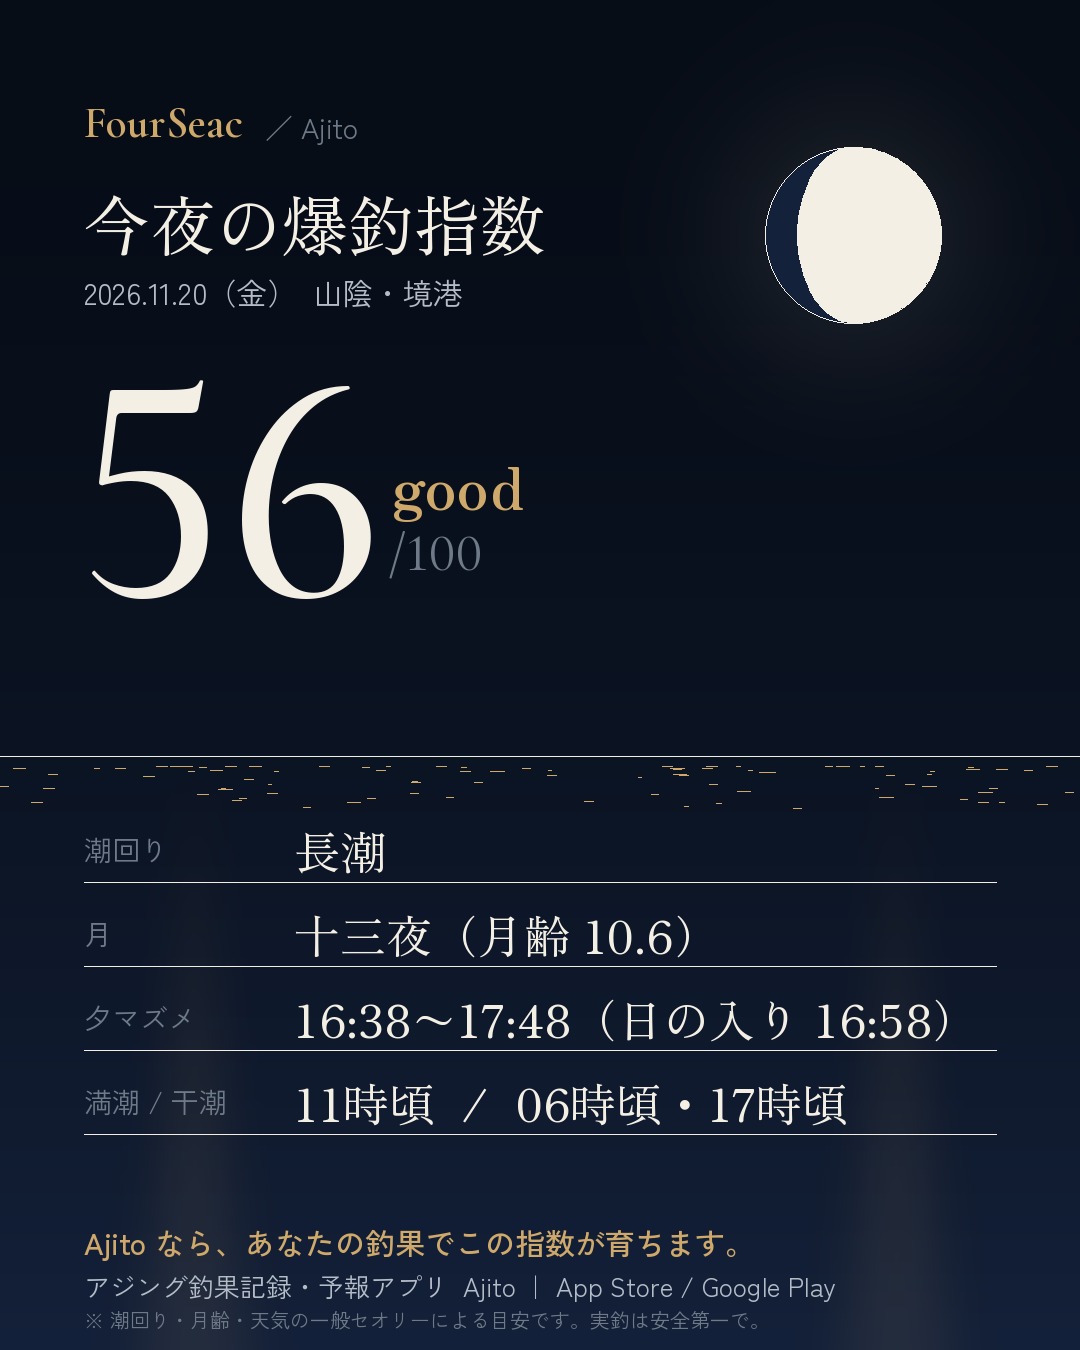 FourSeac ／ Ajito
今夜の爆釣指数
2026.11.20（金） 山陰・境港
56 good
/100
潮回り 長潮
月 十三夜（月齢 10.6）
夕マズメ 16:38〜17:48（日の入り 16:58）
満潮 / 干潮 11時頃 ／ 06時頃・17時頃
Ajito なら、あなたの釣果でこの指数が育ちます。
アジング釣果記録・予報アプリ Ajito ｜ App Store / Google Play
※ 潮回り・月齢・天気の一般セオリーによる目安です。実釣は安全第一で。